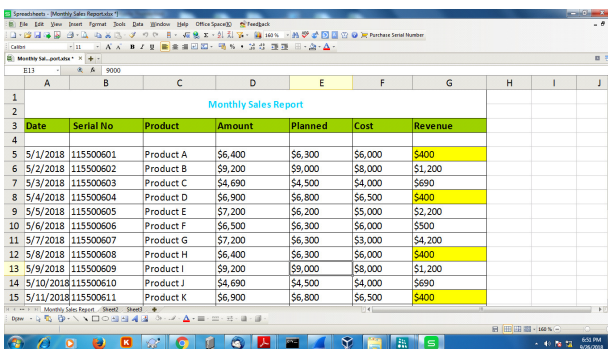 Spreadsheets - [Monthly Sales Report.xlsx *]
File Edit View Insert Format Tools Data Window Help Office Space(X) Feedback
160 % Purchase Serial Number
Calibri 11
Monthly Sal...port.xlsx *
E13 9000
A B C D E F G H I J
1 Monthly Sales Report
2
3 Date Serial No Product Amount Planned Cost Revenue
4
5 5/1/2018 115500601 Product A $6,400 $6,300 $6,000 $400
6 5/2/2018 115500602 Product B $9,200 $9,000 $8,000 $1,200
7 5/3/2018 115500603 Product C $4,690 $4,500 $4,000 $690
8 5/4/2018 115500604 Product D $6,900 $6,800 $6,500 $400
9 5/5/2018 115500605 Product E $7,200 $6,200 $5,000 $2,200
10 5/6/2018 115500606 Product F $6,500 $6,300 $6,000 $500
11 5/7/2018 115500607 Product G $7,200 $6,300 $3,000 $4,200
12 5/8/2018 115500608 Product H $6,400 $6,300 $6,000 $400
13 5/9/2018 115500609 Product I $9,200 $9,000 $8,000 $1,200
14 5/10/2018 115500610 Product J $4,690 $4,500 $4,000 $690
15 5/11/2018 115500611 Product K $6,900 $6,800 $6,500 $400
Monthly Sales Report Sheet2 Sheet3
Draw
160 %
6:31 PM
9/26/2018